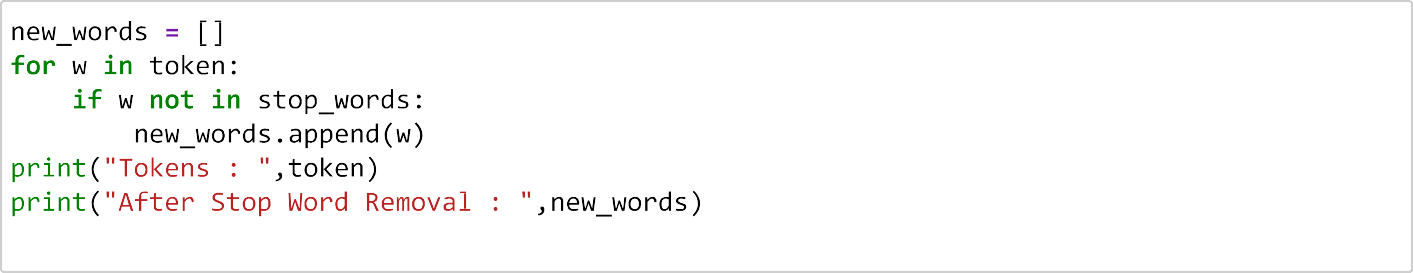 new_words = []
for w in token:
    if w not in stop_words:
        new_words.append(w)
print("Tokens : ",token)
print("After Stop Word Removal : ",new_words)